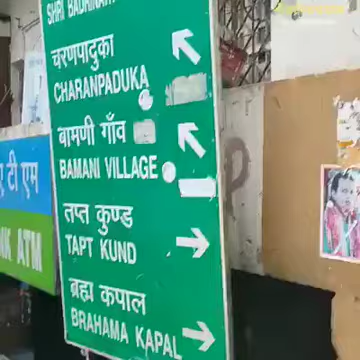 SHRI BADRINATH
चरणपादुका
CHARANPADUKA
बामणी गाँव
BAMANI VILLAGE
तप्त कुण्ड
TAPT KUND
ब्रह्म कपाल
BRAHAMA KAPAL
ए टी एम
ATM